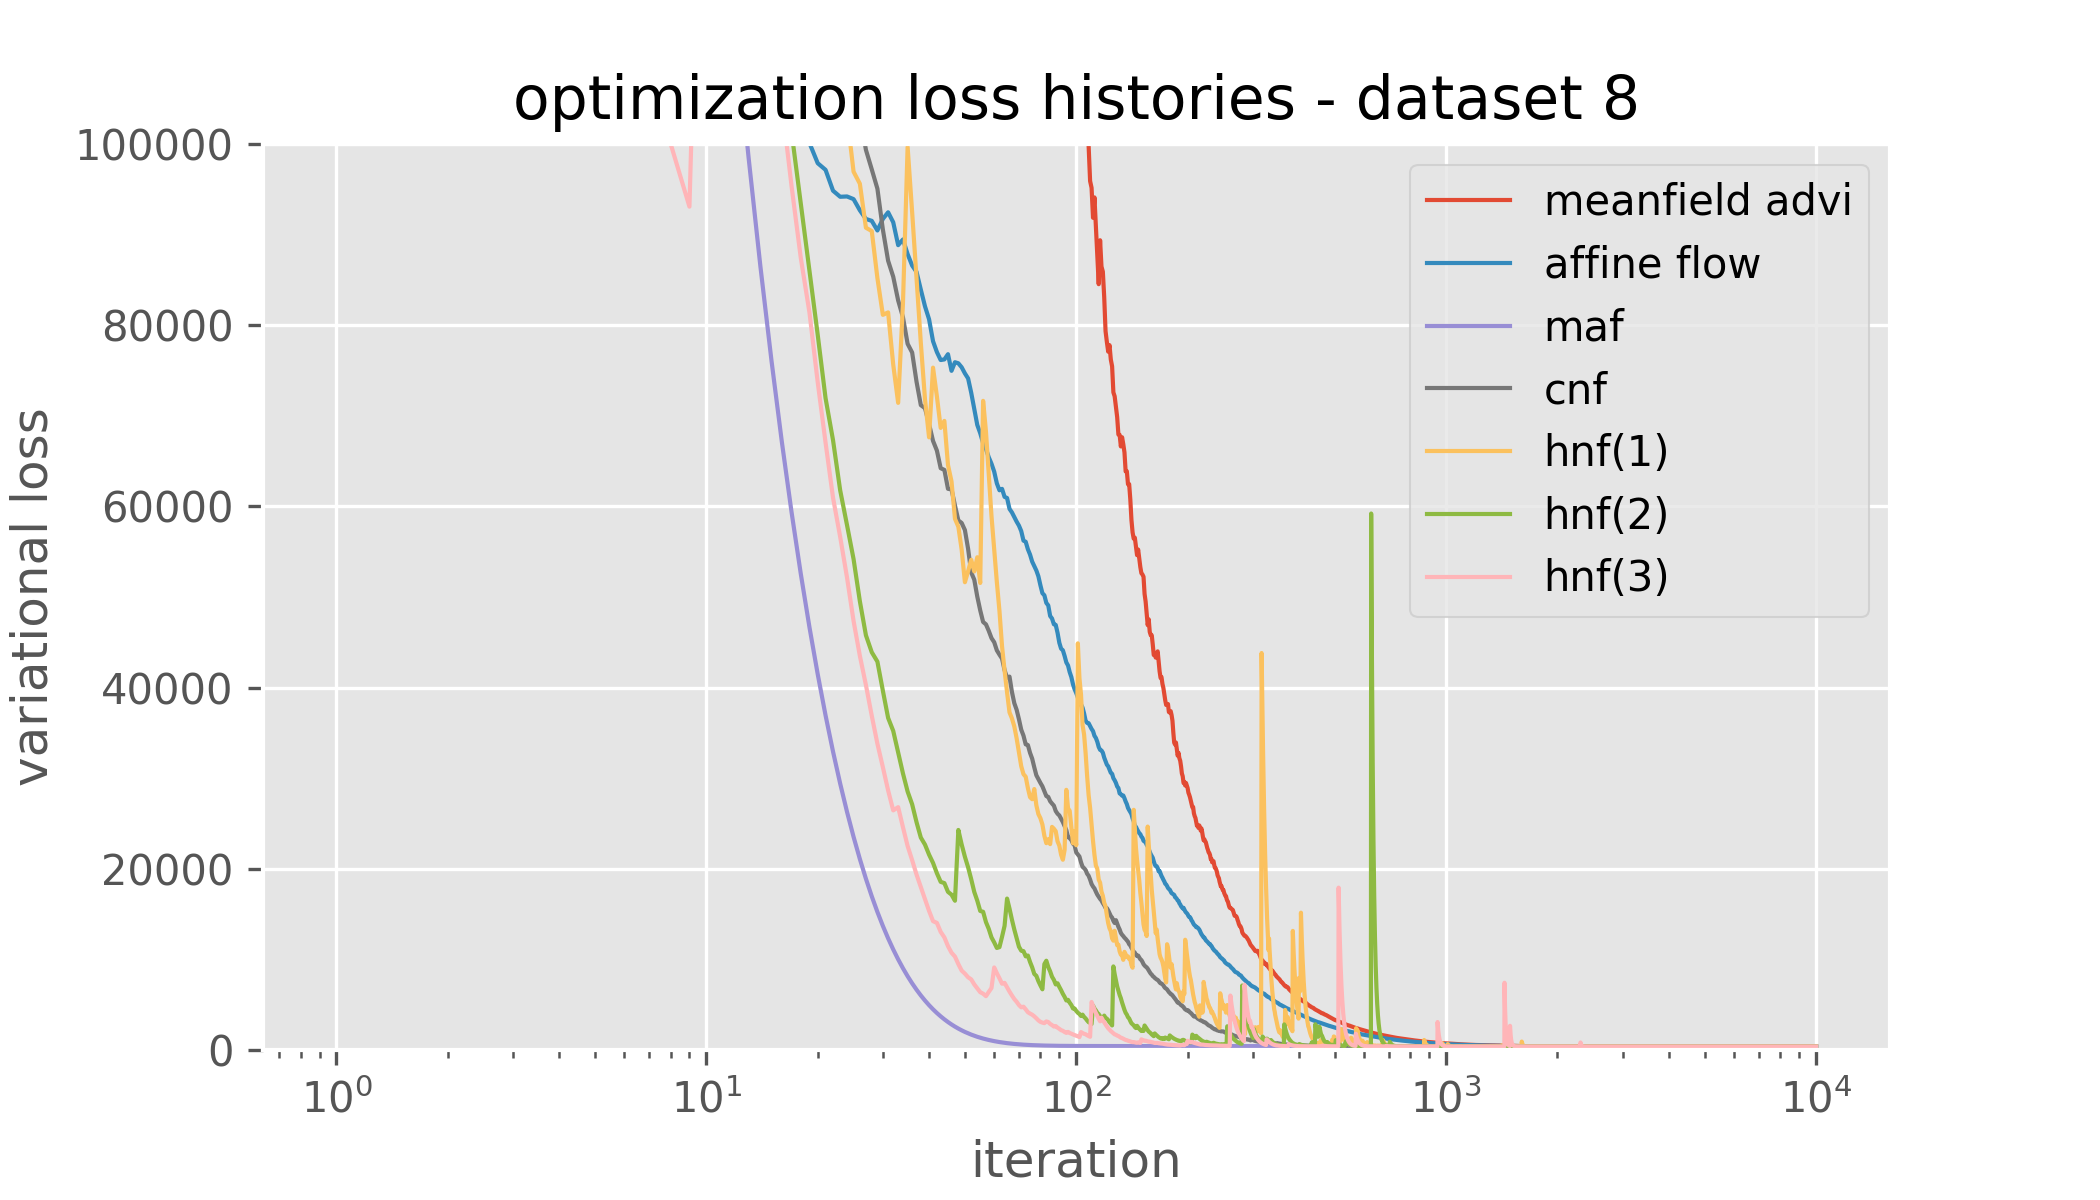 optimization loss histories - dataset 8
variational loss
100000
80000
60000
40000
20000
0
meanfield advi
affine flow
maf
cnf
hnf(1)
hnf(2)
hnf(3)
10⁰ 10¹ 10² 10³ 10⁴
iteration